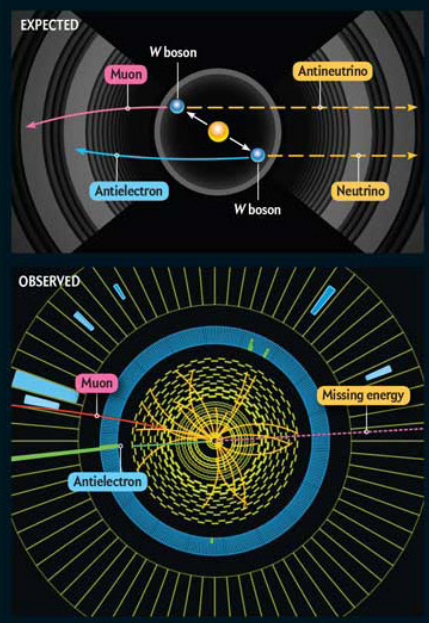 EXPECTED
W boson
Muon
Antineutrino
Antielectron
Neutrino
W boson
OBSERVED
Muon
Missing energy
Antielectron